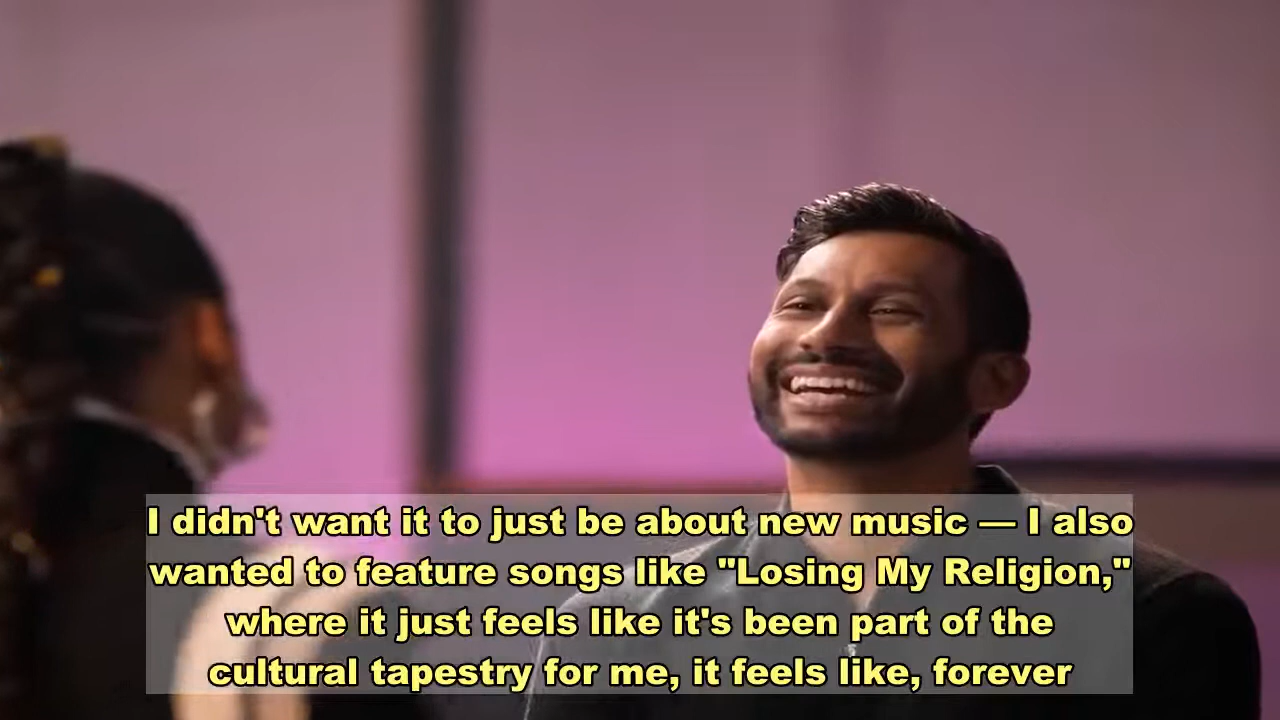 I didn't want it to just be about new music — I also
wanted to feature songs like "Losing My Religion,"
where it just feels like it's been part of the
cultural tapestry for me, it feels like, forever